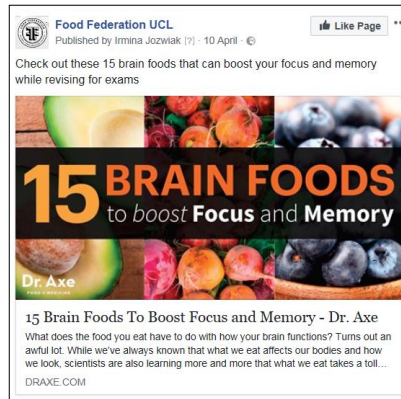 Food Federation UCL
Published by Irmina Jozwiak [?] · 10 April ·
Like Page
Check out these 15 brain foods that can boost your focus and memory
while revising for exams
15 BRAIN FOODS
to boost Focus and Memory
Dr. Axe
FOOD + MEDICINE
15 Brain Foods To Boost Focus and Memory - Dr. Axe
What does the food you eat have to do with how your brain functions? Turns out an
awful lot. While we've always known that what we eat affects our bodies and how
we look, scientists are also learning more and more that what we eat takes a toll...
DRAXE.COM